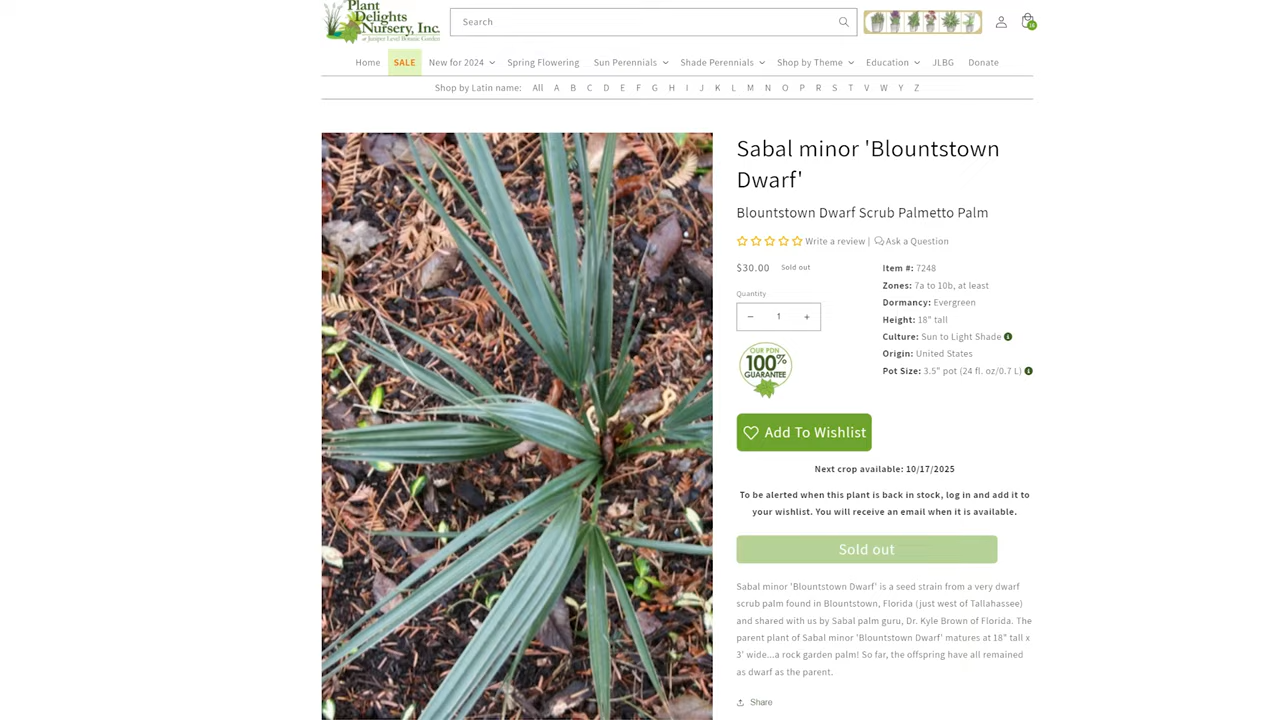 Plant
Delights
Nursery, Inc.
at Juniper Level Botanic Garden
Search
Home
SALE
New for 2024
Spring Flowering
Sun Perennials
Shade Perennials
Shop by Theme
Education
JLBG
Donate
Shop by Latin name: All A B C D E F G H I J K L M N O P R S T V W Y Z
Sabal minor 'Blountstown
Dwarf'
Blountstown Dwarf Scrub Palmetto Palm
Write a review | Ask a Question
$30.00 Sold out
Quantity
− 1 +
OUR PDN
100%
GUARANTEE
Item #: 7248
Zones: 7a to 10b, at least
Dormancy: Evergreen
Height: 18" tall
Culture: Sun to Light Shade
Origin: United States
Pot Size: 3.5" pot (24 fl. oz/0.7 L)
Add To Wishlist
Next crop available: 10/17/2025
To be alerted when this plant is back in stock, log in and add it to
your wishlist. You will receive an email when it is available.
Sold out
Sabal minor 'Blountstown Dwarf' is a seed strain from a very dwarf
scrub palm found in Blountstown, Florida (just west of Tallahassee)
and shared with us by Sabal palm guru, Dr. Kyle Brown of Florida. The
parent plant of Sabal minor 'Blountstown Dwarf' matures at 18" tall x
3' wide...a rock garden palm! So far, the offspring have all remained
as dwarf as the parent.
Share